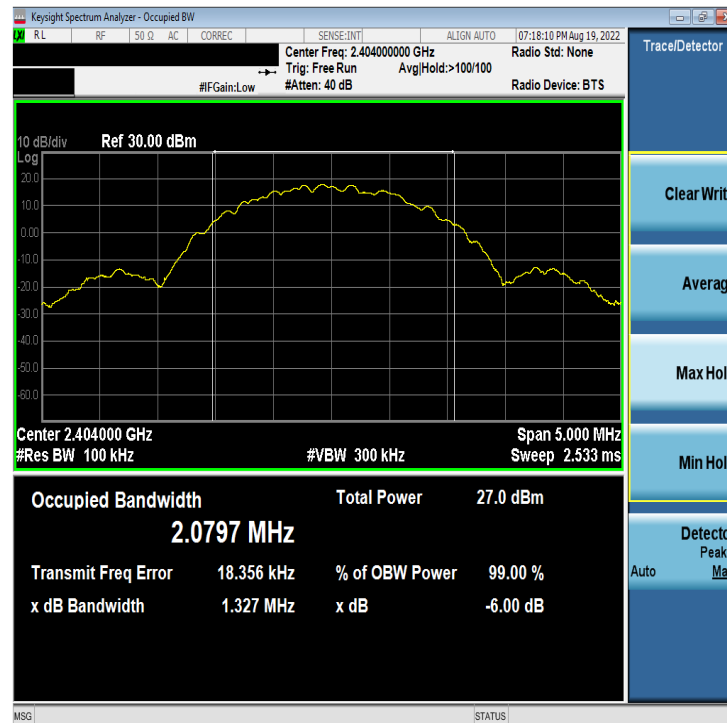 Keysight Spectrum Analyzer - Occupied BW
LXI RL RF 50 Ω AC CORREC SENSE:INT ALIGN AUTO 07:18:10 PM Aug 19, 2022
Center Freq: 2.404000000 GHz Radio Std: None
Trig: Free Run Avg|Hold:>100/100
#IFGain:Low #Atten: 40 dB Radio Device: BTS
Trace/Detector
10 dB/div Ref 30.00 dBm
Log
20.0
10.0
0.00
-10.0
-20.0
-30.0
-40.0
-50.0
-60.0
Center 2.404000 GHz Span 5.000 MHz
#Res BW 100 kHz #VBW 300 kHz Sweep 2.533 ms
Occupied Bandwidth Total Power 27.0 dBm
2.0797 MHz
Transmit Freq Error 18.356 kHz % of OBW Power 99.00 %
x dB Bandwidth 1.327 MHz x dB -6.00 dB
Clear Writ
Averag
Max Hol
Min Hol
Detecto
Peak
Auto Ma
MSG STATUS